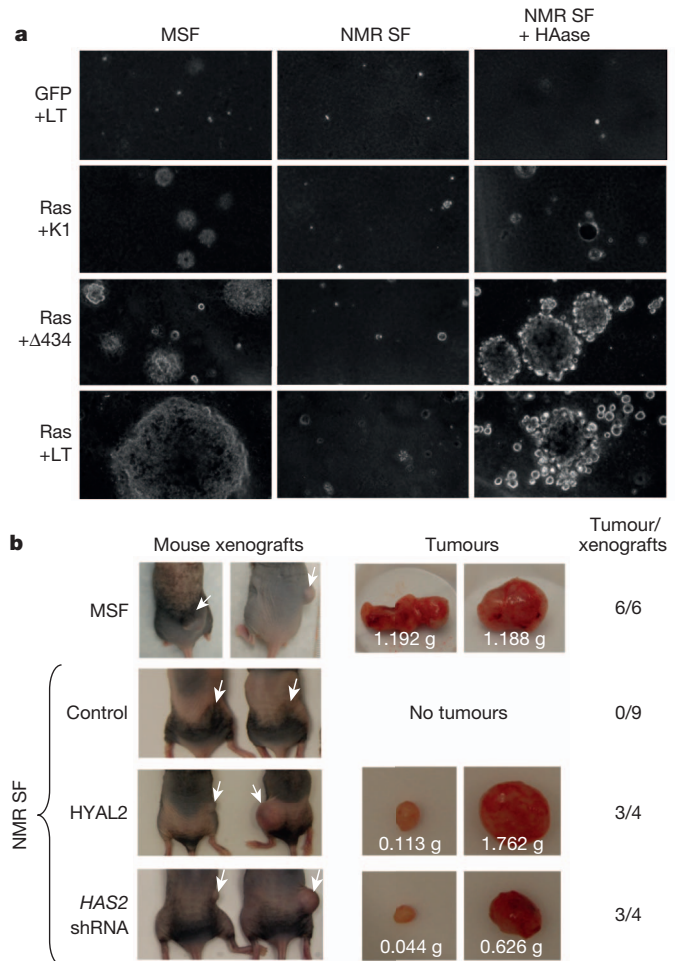 a
MSF
NMR SF
NMR SF
+ HAase
GFP
+LT
Ras
+K1
Ras
+Δ434
Ras
+LT
b
Mouse xenografts
Tumours
Tumour/
xenografts
MSF
1.192 g
1.188 g
6/6
NMR SF
Control
No tumours
0/9
HYAL2
0.113 g
1.762 g
3/4
HAS2
shRNA
0.044 g
0.626 g
3/4